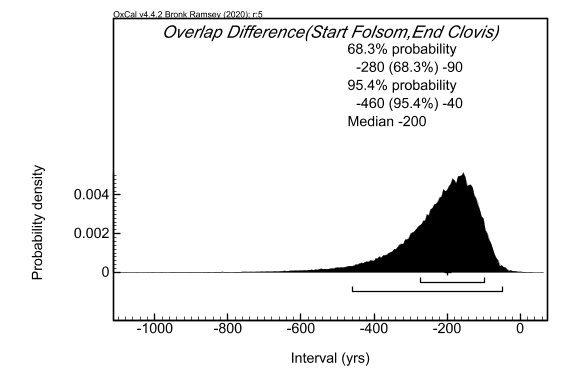 OxCal v4.4.2 Bronk Ramsey (2020); r:5
Overlap Difference(Start Folsom,End Clovis)
68.3% probability
-280 (68.3%) -90
95.4% probability
-460 (95.4%) -40
Median -200
Probability density
0.004
0.002
0
-1000 -800 -600 -400 -200 0
Interval (yrs)